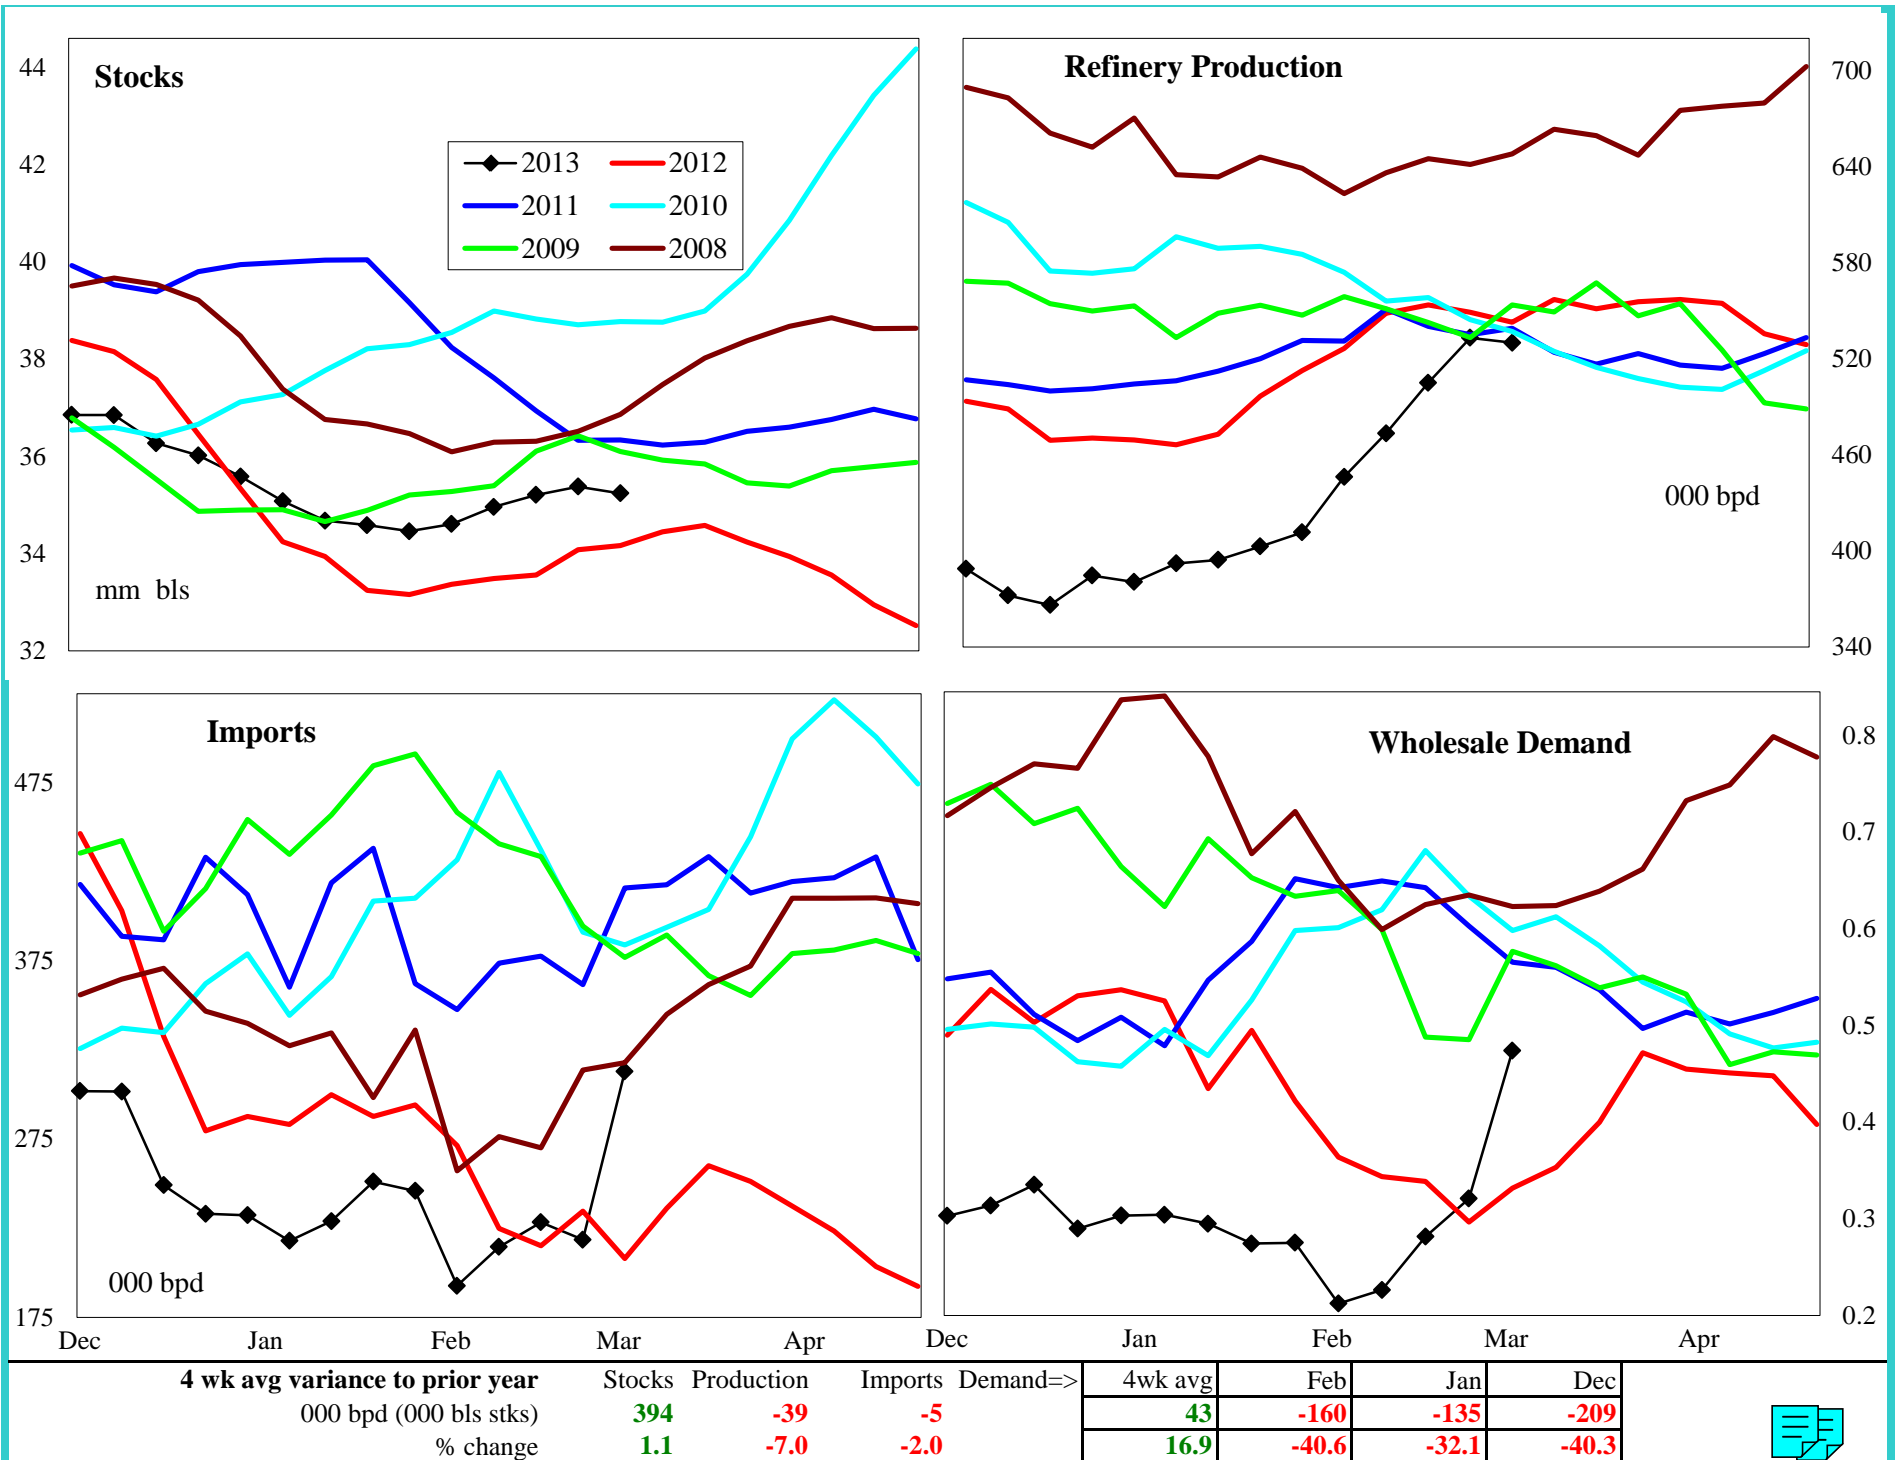 Stocks
44
42
40
38
36
34
32
2013 2012
2011 2010
2009 2008
mm bls
Refinery Production
700
640
580
520
460
400
340
000 bpd
Imports
475
375
275
175
000 bpd
Dec Jan Feb Mar Apr
Wholesale Demand
0.8
0.7
0.6
0.5
0.4
0.3
0.2
Dec Jan Feb Mar Apr
4 wk avg variance to prior year Stocks Production Imports Demand=> 4wk avg Feb Jan Dec
000 bpd (000 bls stks) 394 -39 -5 43 -160 -135 -209
% change 1.1 -7.0 -2.0 16.9 -40.6 -32.1 -40.3